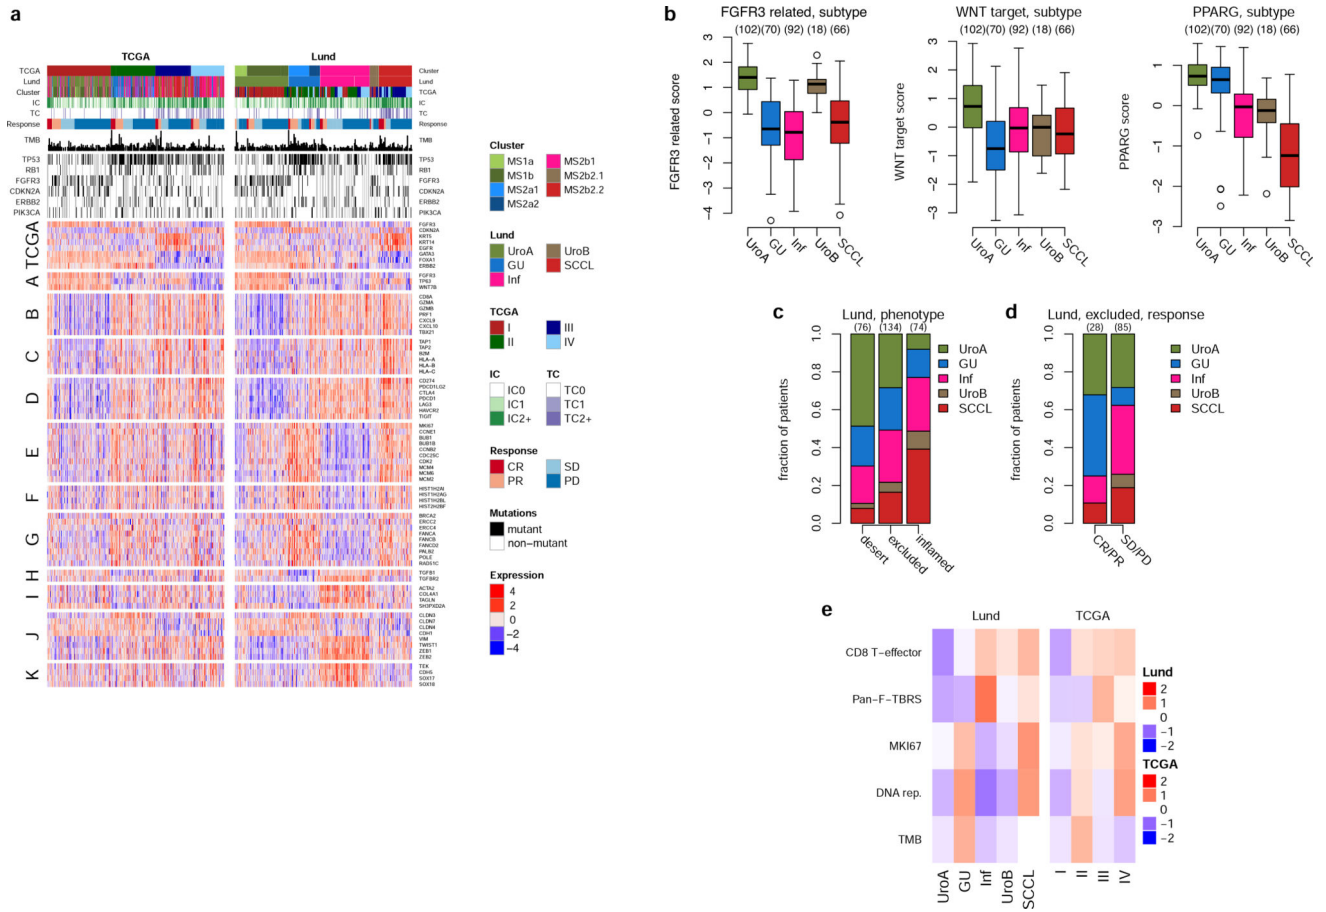 a
TCGA
Lund
TCGA
Lund
Cluster
IC
TC
Response
TMB
Cluster
Lund
TCGA
IC
TC
Response
TMB
TP53
RB1
FGFR3
CDKN2A
ERBB2
PIK3CA
TP53
RB1
FGFR3
CDKN2A
ERBB2
PIK3CA
TCGA
FGFR3
CDKN2A
KRT5
KRT14
EGFR
GATA3
FOXA1
ERBB2
A
FGFR3
TP63
WNT7B
B
CD8A
GZMA
GZMB
PRF1
CXCL9
CXCL10
TBX21
C
TAP1
TAP2
B2M
HLA-A
HLA-B
HLA-C
D
CD274
PDCD1LG2
CTLA4
PDCD1
LAG3
HAVCR2
TIGIT
E
MKI67
CCNE1
BUB1
BUB1B
CCNB2
CDC25C
CDK2
MCM4
MCM6
MCM2
F
HIST1H2AI
HIST1H2AG
HIST1H2BL
HIST2H2BF
G
BRCA2
ERCC2
ERCC4
FANCA
FANCB
FANCD2
PALB2
POLE
RAD51C
H
TGFB1
TGFBR2
I
ACTA2
COL4A1
TAGLN
SH3PXD2A
J
CLDN3
CLDN7
CLDN4
CDH1
VIM
TWIST1
ZEB1
ZEB2
K
TEK
CDH5
SOX17
SOX18
Cluster
MS1a MS2b1
MS1b MS2b2.1
MS2a1 MS2b2.2
MS2a2
Lund
UroA UroB
GU SCCL
Inf
TCGA
I III
II IV
IC TC
IC0 TC0
IC1 TC1
IC2+ TC2+
Response
CR SD
PR PD
Mutations
mutant
non-mutant
Expression
4
2
0
−2
−4
b
FGFR3 related, subtype
(102)(70) (92) (18) (66)
FGFR3 related score
3
2
1
0
−1
−2
−3
−4
UroA
GU
Inf
UroB
SCCL
WNT target, subtype
(102)(70) (92) (18) (66)
WNT target score
3
2
1
0
−1
−2
−3
UroA
GU
Inf
UroB
SCCL
PPARG, subtype
(102)(70) (92) (18) (66)
PPARG score
1
0
−1
−2
−3
UroA
GU
Inf
UroB
SCCL
c
Lund, phenotype
(76) (134) (74)
fraction of patients
1.0
0.8
0.6
0.4
0.2
0.0
desert
excluded
inflamed
UroA
GU
Inf
UroB
SCCL
d
Lund, excluded, response
(28) (85)
fraction of patients
1.0
0.8
0.6
0.4
0.2
0.0
CR/PR
SD/PD
UroA
GU
Inf
UroB
SCCL
e
Lund
TCGA
CD8 T−effector
Pan−F−TBRS
MKI67
DNA rep.
TMB
UroA
GU
Inf
UroB
SCCL
I
II
III
IV
Lund
2
1
0
−1
−2
TCGA
2
1
0
−1
−2